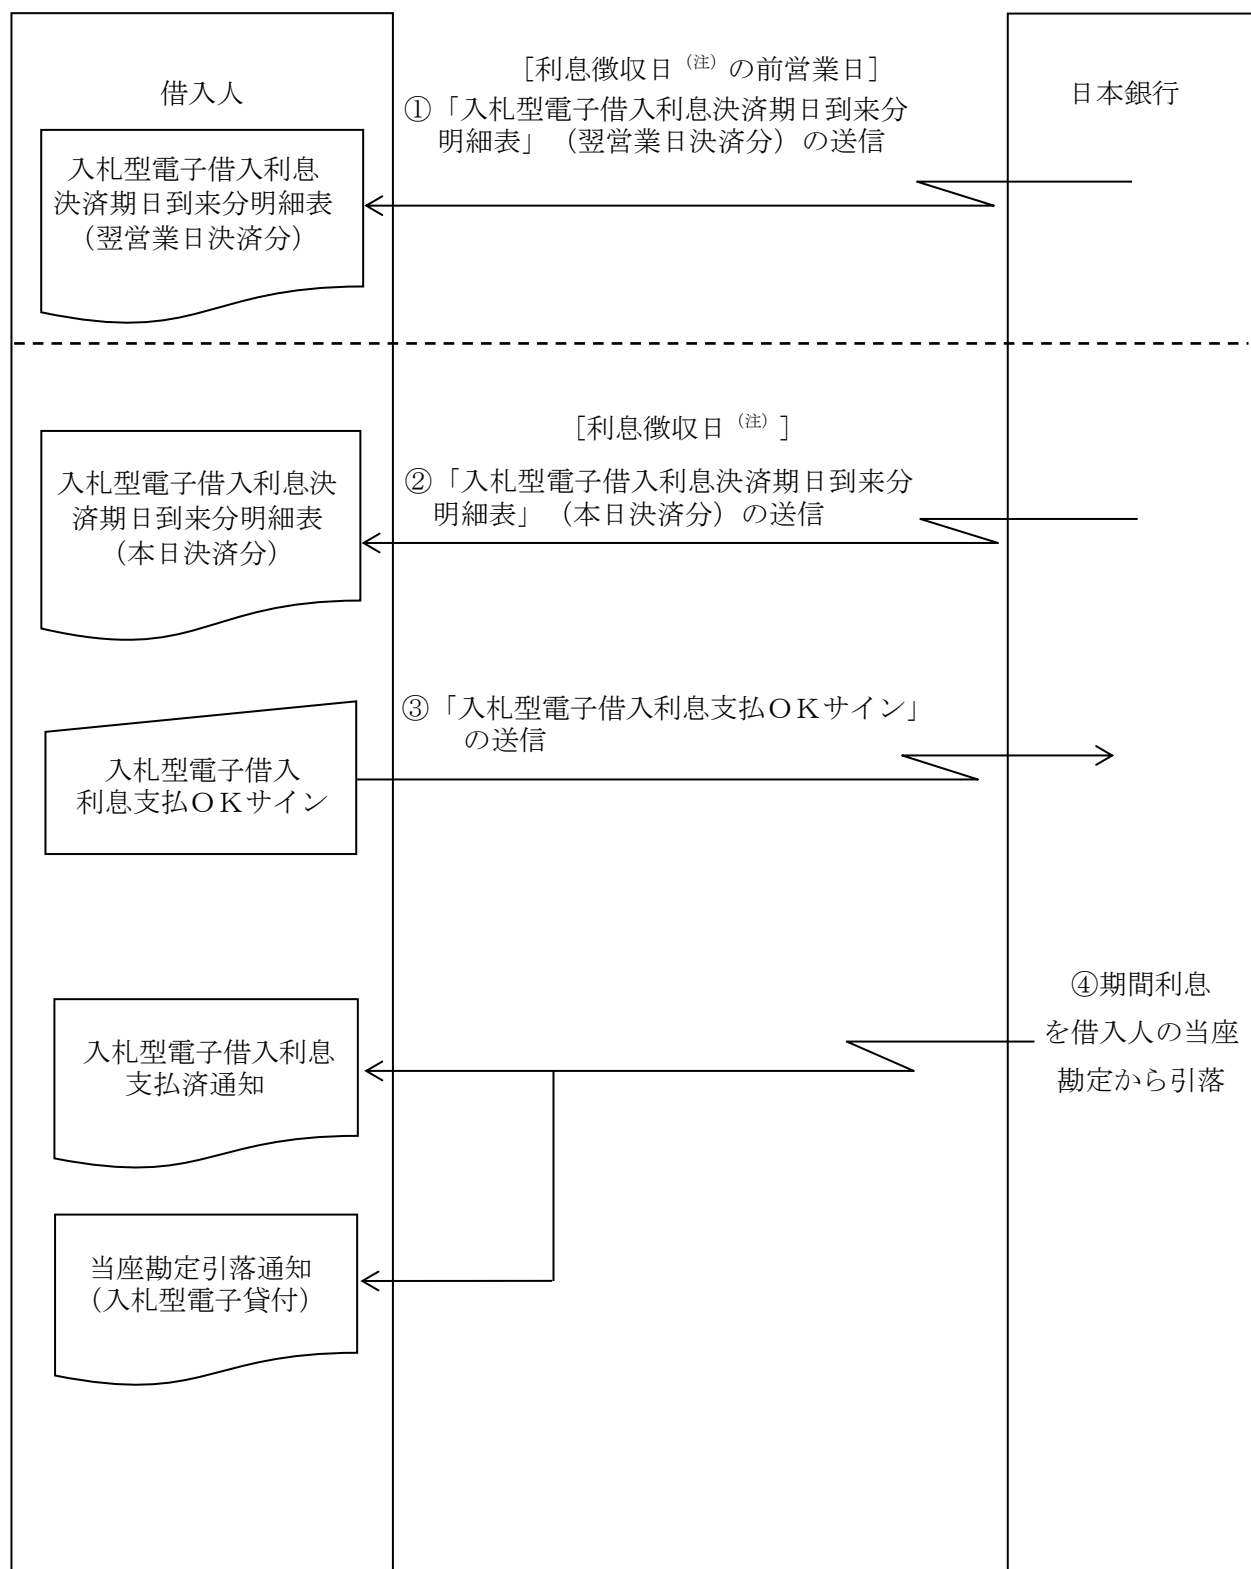 借入人
［利息徴収日（注）の前営業日］
日本銀行
①「入札型電子借入利息決済期日到来分
明細表」（翌営業日決済分）の送信
入札型電子借入利息
決済期日到来分明細表
（翌営業日決済分）
［利息徴収日（注）］
②「入札型電子借入利息決済期日到来分
明細表」（本日決済分）の送信
入札型電子借入利息決
済期日到来分明細表
（本日決済分）
③「入札型電子借入利息支払ＯＫサイン」
の送信
入札型電子借入
利息支払ＯＫサイン
④期間利息
を借入人の当座
勘定から引落
入札型電子借入利息
支払済通知
当座勘定引落通知
（入札型電子貸付）